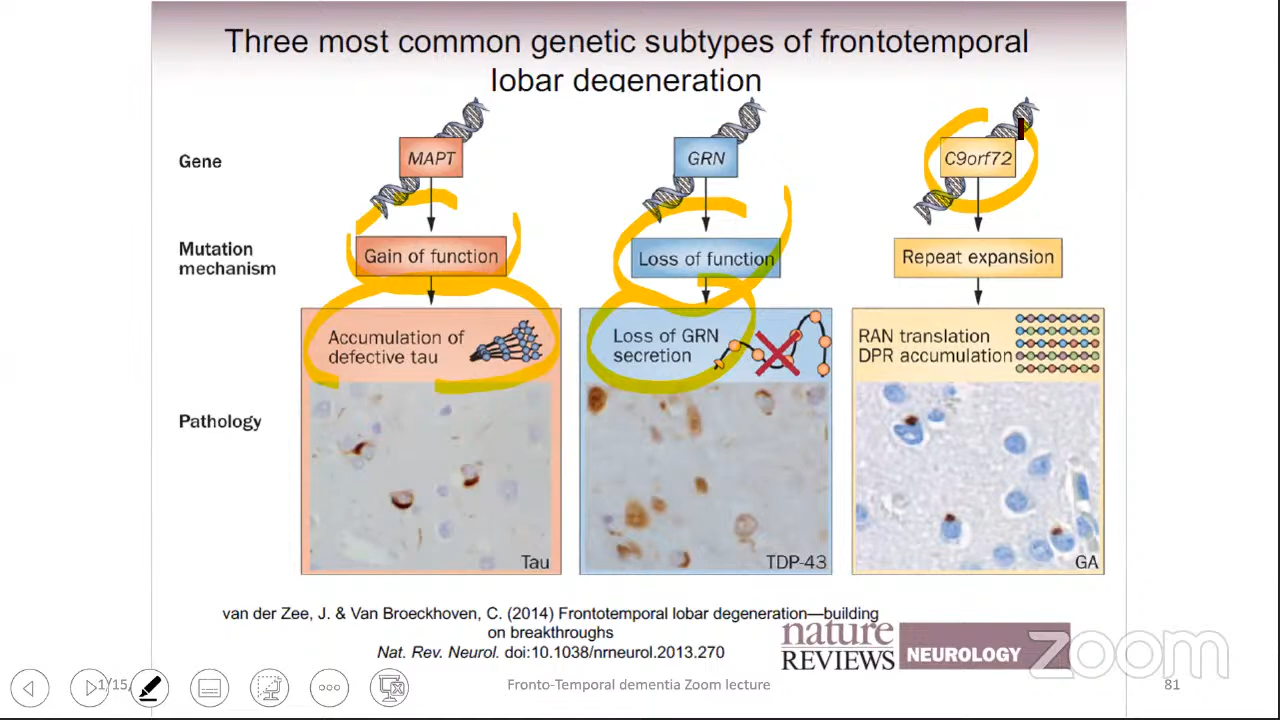 Three most common genetic subtypes of frontotemporal
lobar degeneration
Gene
MAPT
GRN
C9orf72
Mutation
mechanism
Gain of function
Loss of function
Repeat expansion
Pathology
Accumulation of
defective tau
Loss of GRN
secretion
RAN translation
DPR accumulation
Tau
TDP-43
GA
van der Zee, J. & Van Broeckhoven, C. (2014) Frontotemporal lobar degeneration—building
on breakthroughs
Nat. Rev. Neurol. doi:10.1038/nrneurol.2013.270
nature
REVIEWS
NEUROLOGY
zoom
1/15,
Fronto-Temporal dementia Zoom lecture
81